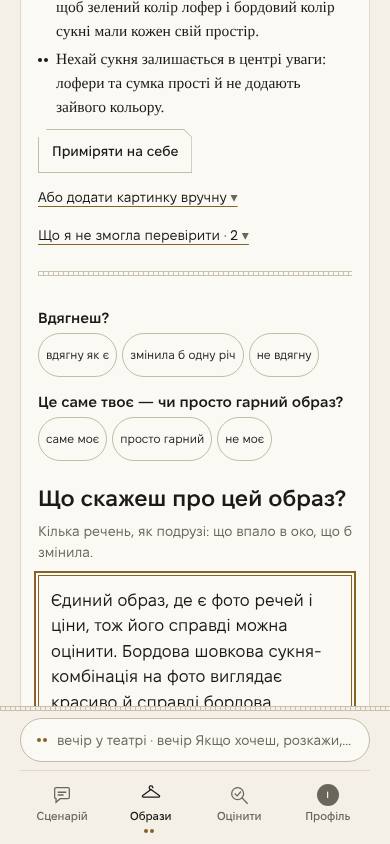 щоб зелений колір лофер і бордовий колір
сукні мали кожен свій простір.
•• Нехай сукня залишається в центрі уваги:
лофери та сумка прості й не додають
зайвого кольору.
Приміряти на себе
Або додати картинку вручну ▾
Що я не змогла перевірити · 2 ▾
Вдягнеш?
вдягну як є змінила б одну річ не вдягну
Це саме твоє — чи просто гарний образ?
саме моє просто гарний не моє
Що скажеш про цей образ?
Кілька речень, як подрузі: що впало в око, що б
змінила.
Єдиний образ, де є фото речей і
ціни, тож його справді можна
оцінити. Бордова шовкова сукня-
комбінація на фото виглядає
красиво й справді бордова
•• вечір у театрі · вечір Якщо хочеш, розкажи,...
І
Сценарій Образи Оцінити Профіль